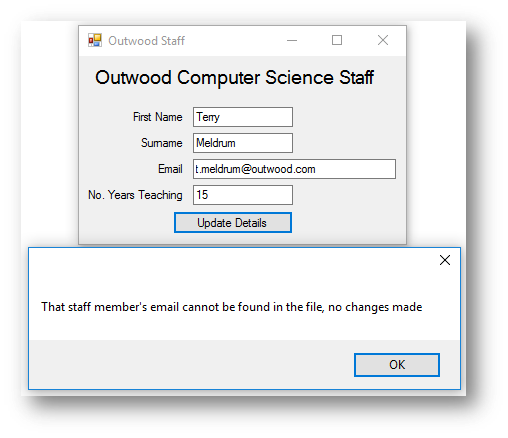 Outwood Staff
Outwood Computer Science Staff
First Name Terry
Surname Meldrum
Email t.meldrum@outwood.com
No. Years Teaching 15
Update Details
That staff member's email cannot be found in the file, no changes made
OK